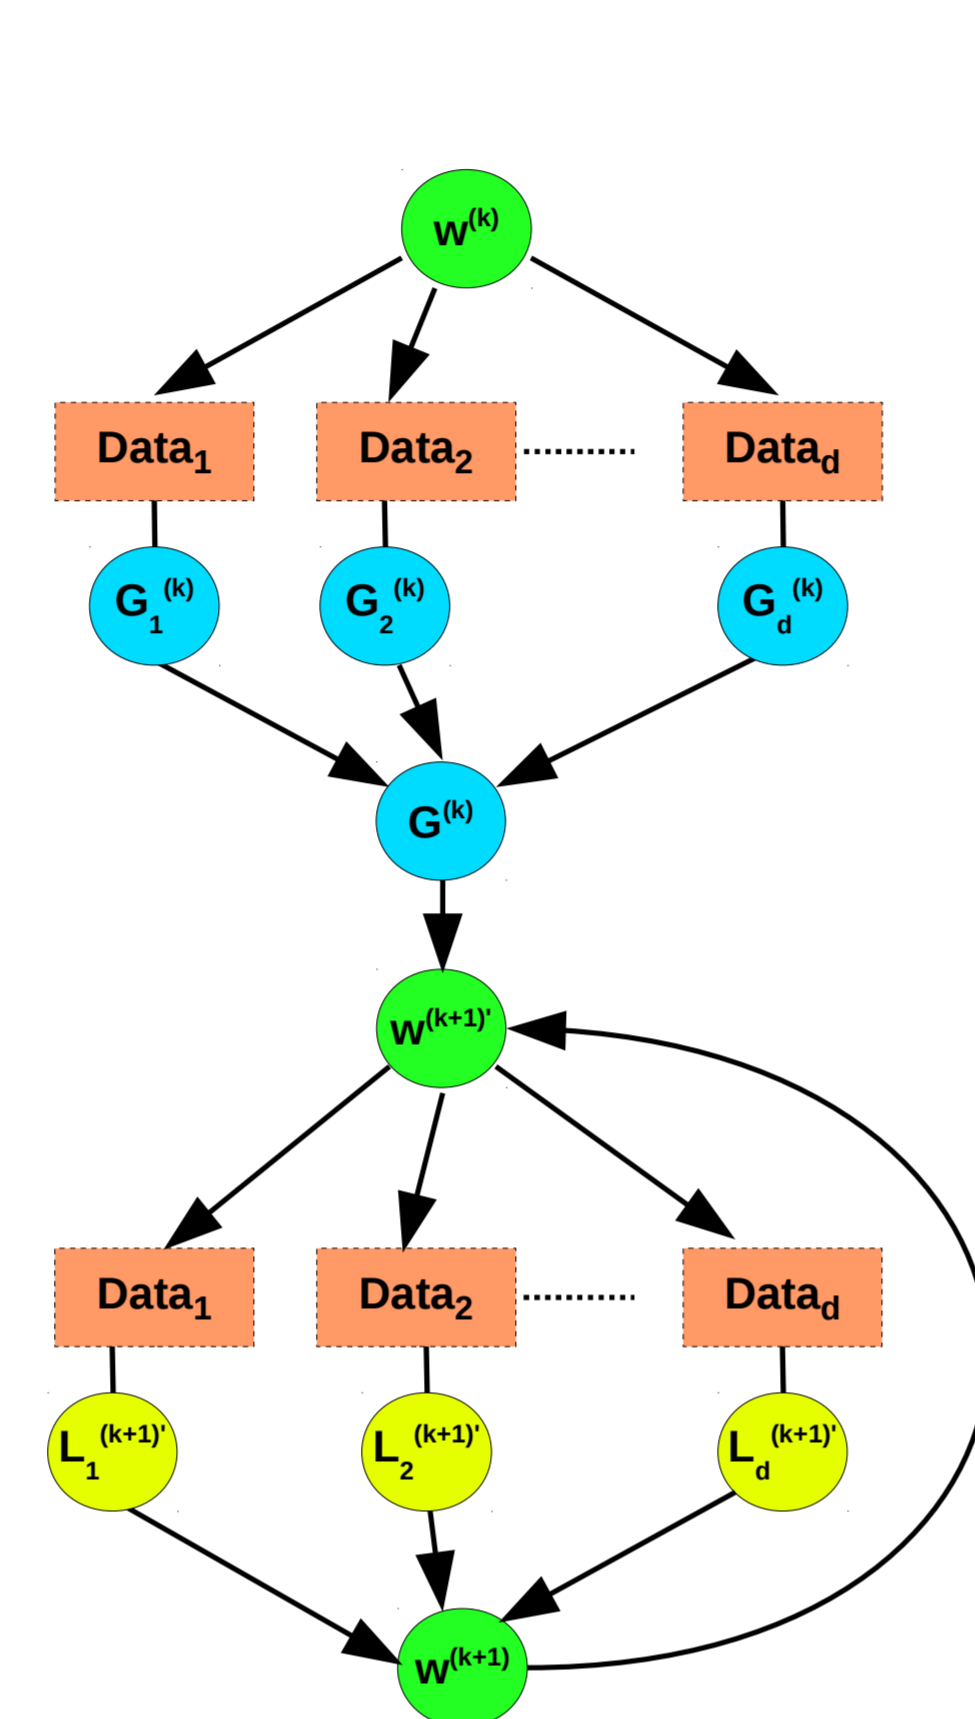 w(k)
Data1 Data2 .......... Datad
G1(k) G2(k) Gd(k)
G(k)
w(k+1)'
Data1 Data2 .......... Datad
L1(k+1)' L2(k+1)' Ld(k+1)'
w(k+1)